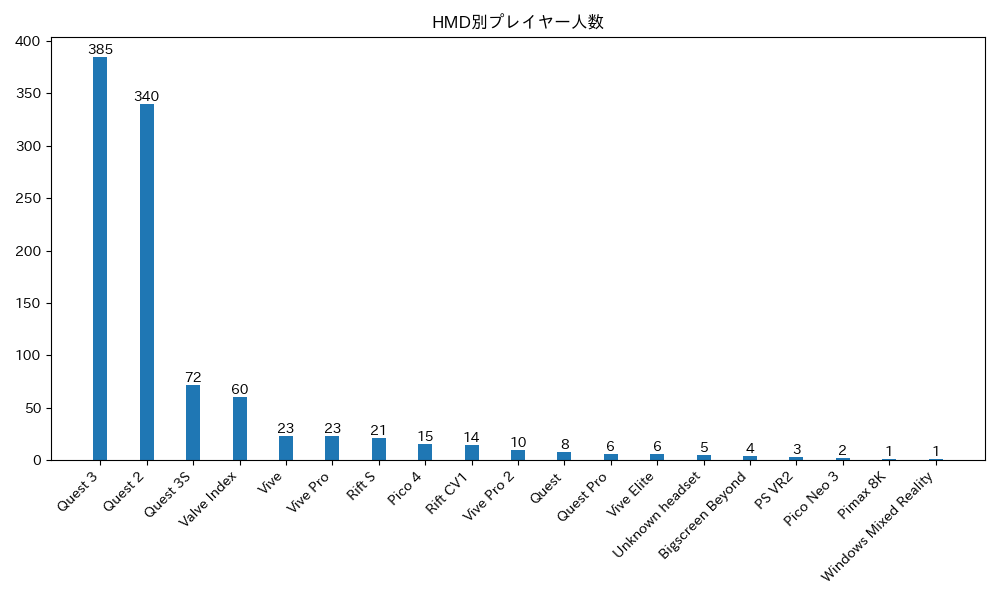 HMD別プレイヤー人数
400
350
300
250
200
150
100
50
0
385
340
72
60
23
23
21
15
14
10
8
6
6
5
4
3
2
1
1
Quest 3
Quest 2
Quest 3S
Valve Index
Vive
Vive Pro
Rift S
Pico 4
Rift CV1
Vive Pro 2
Quest
Quest Pro
Vive Elite
Unknown headset
Bigscreen Beyond
PS VR2
Pico Neo 3
Pimax 8K
Windows Mixed Reality